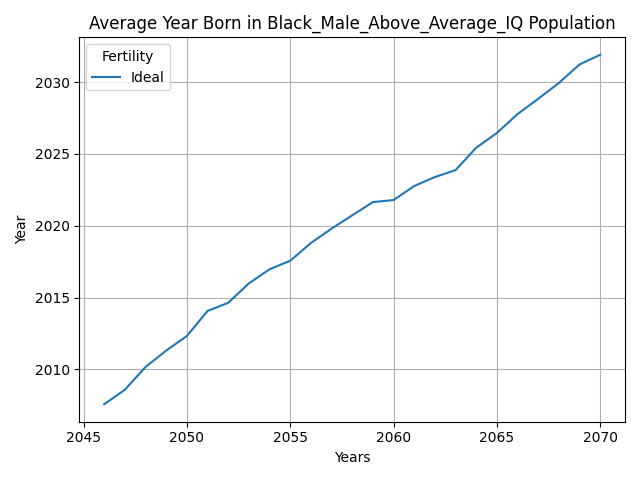 Average Year Born in Black_Male_Above_Average_IQ Population
Fertility
Ideal
2030
2025
2020
2015
2010
Year
2045 2050 2055 2060 2065 2070
Years